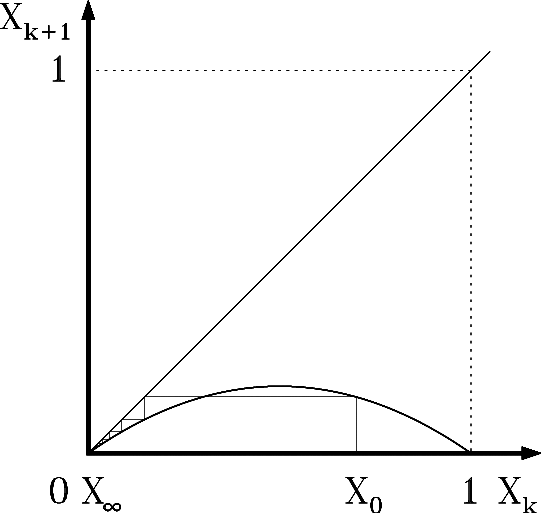 X_{k+1}
1
0 X_∞ X_0 1 X_k